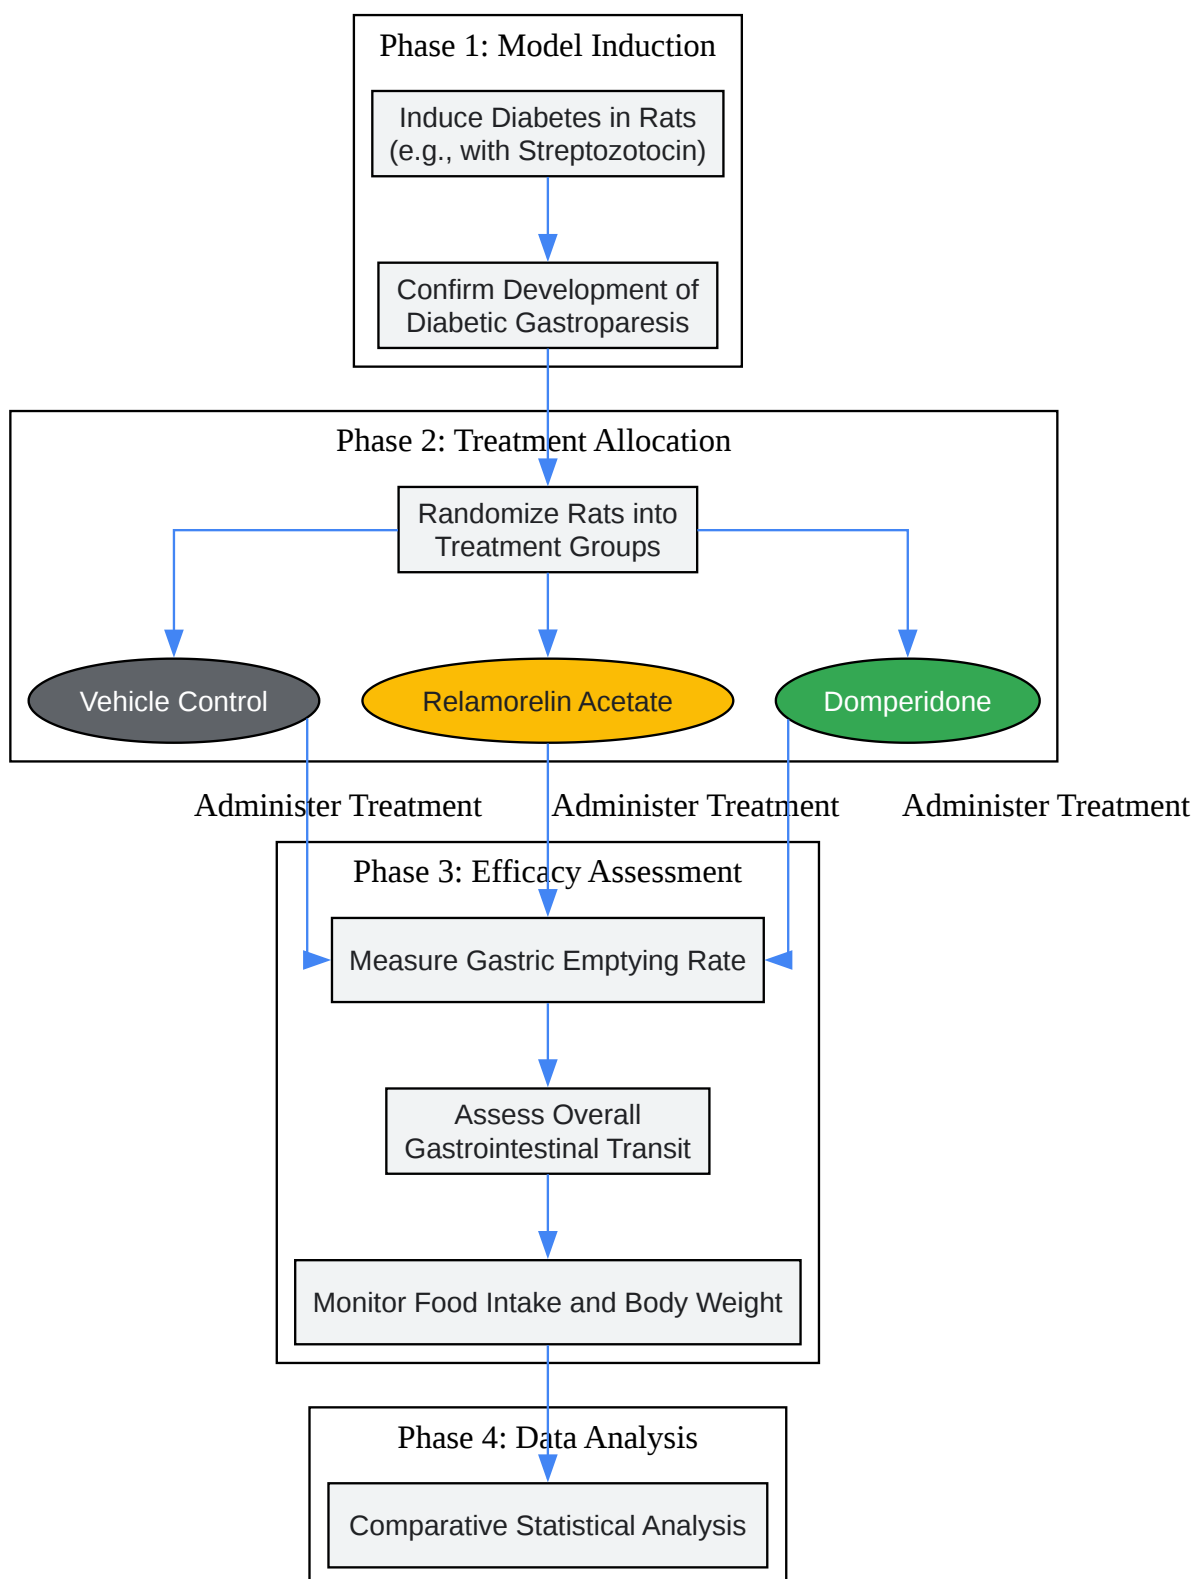 Phase 1: Model Induction
Induce Diabetes in Rats
(e.g., with Streptozotocin)
Confirm Development of
Diabetic Gastroparesis
Phase 2: Treatment Allocation
Randomize Rats into
Treatment Groups
Vehicle Control
Relamorelin Acetate
Domperidone
Administer Treatment
Administer Treatment
Administer Treatment
Phase 3: Efficacy Assessment
Measure Gastric Emptying Rate
Assess Overall
Gastrointestinal Transit
Monitor Food Intake and Body Weight
Phase 4: Data Analysis
Comparative Statistical Analysis